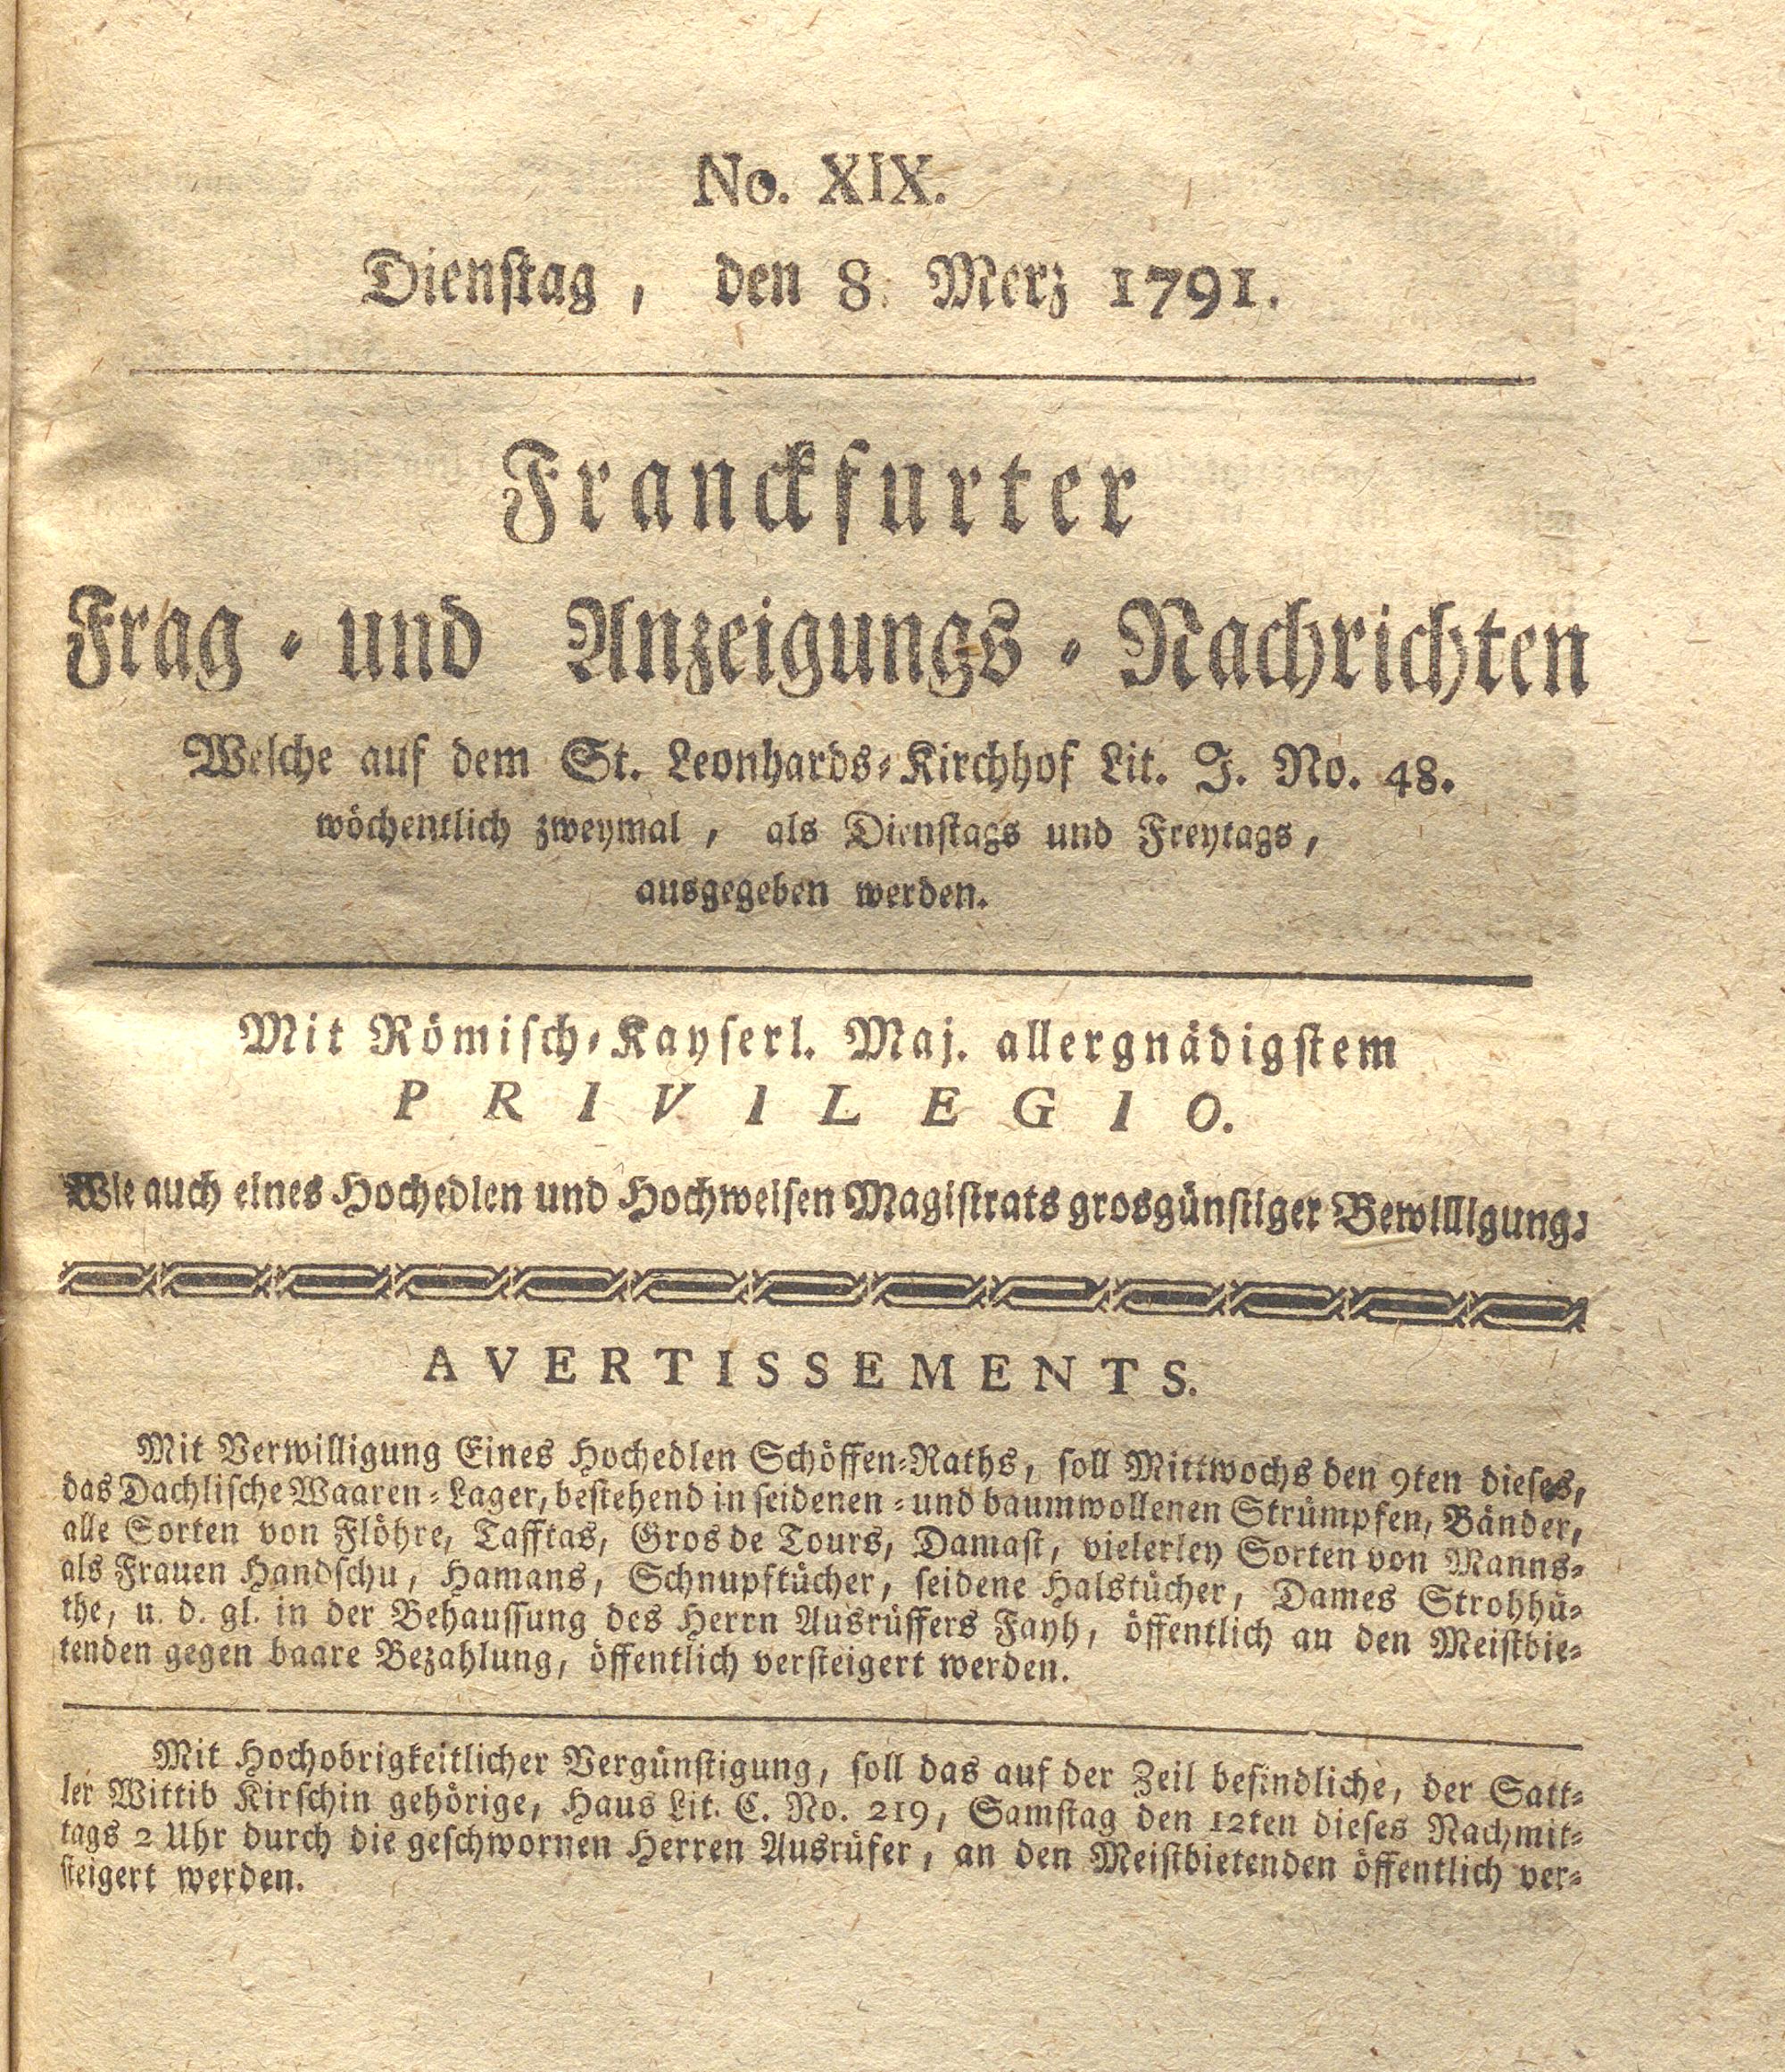 No. XIX.
Dienstag, den 8. Merz 1791.
Franckfurter
Frag- und Anzeigungs-Nachrichten
Welche auf dem St. Leonhards-Kirchhof Lit. J. No. 48.
wöchentlich zweymal, als Dienstags und Freytags,
ausgegeben werden.
Mit Römisch-Kayserl. Maj. allergnädigstem
PRIVILEGIO.
Wie auch eines Hochedlen und Hochweisen Magistrats grosgünstiger Bewilligung.
AVERTISSEMENTS.
Mit Verwilligung Eines Hochedlen Schöffen-Raths, soll Mittwochs den 9ten dieses,
das Dachlische Waaren-Lager, bestehend in seidenen- und baumwollenen Strümpfen, Bänder,
alle Sorten von Flöhre, Tafftas, Gros de Tours, Damast, vielerley Sorten von Manns-
als Frauen Handschu, Hamans, Schnupftücher, seidene Halstücher, Dames Strohhü-
the, u. d. gl. in der Behaussung des Herrn Ausrüffers Fayh, öffentlich an den Meistbie-
tenden gegen baare Bezahlung, öffentlich versteigert werden.
Mit Hochobrigkeitlicher Vergünstigung, soll das auf der Zeil befindliche, der Satt-
ler Wittib Kirschin gehörige, Haus Lit. C. No. 219, Samstag den 12ten dieses Nachmit-
tags 2 Uhr durch die geschwornen Herren Ausrüfer, an den Meistbietenden öffentlich ver-
steigert werden.